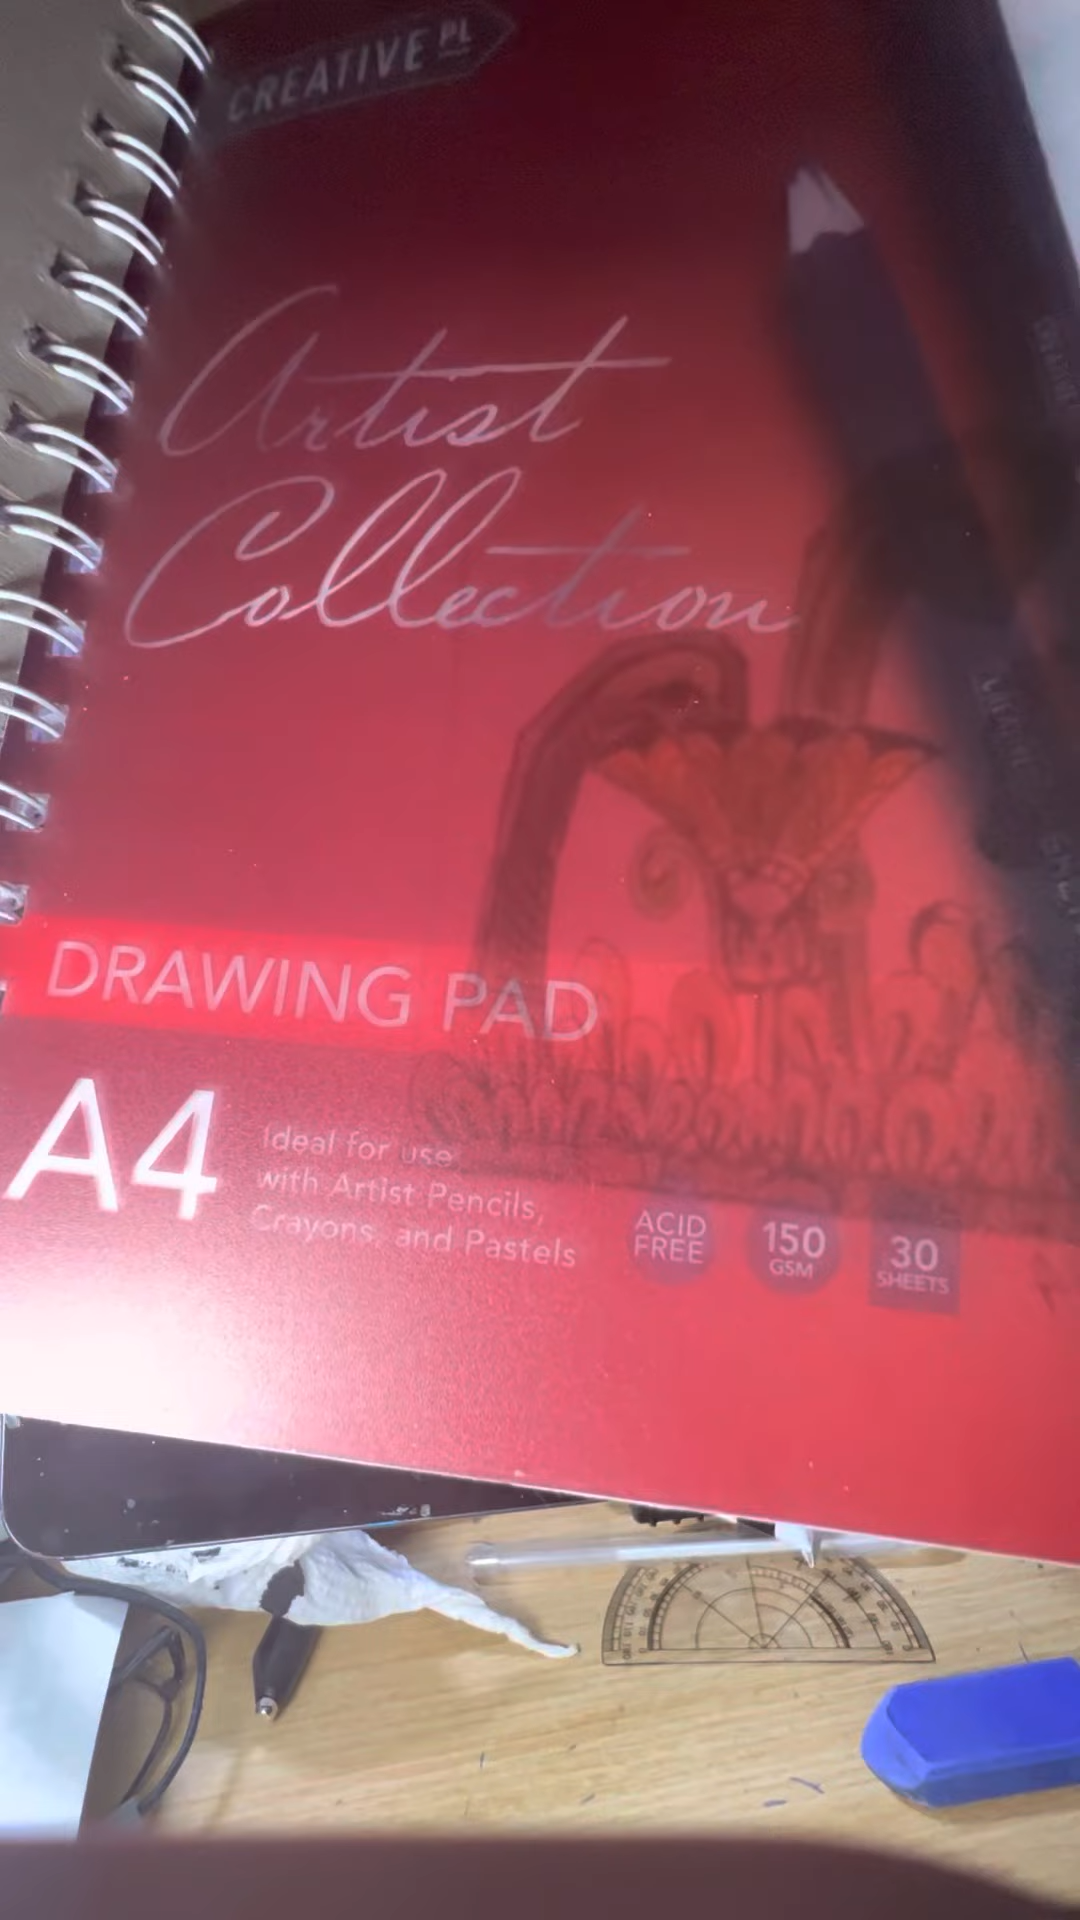 CREATIVE PL
Artist
Collection
DRAWING PAD
A4
Ideal for use
with Artist Pencils,
Crayons, and Pastels
ACID
FREE
150
GSM
30
SHEETS